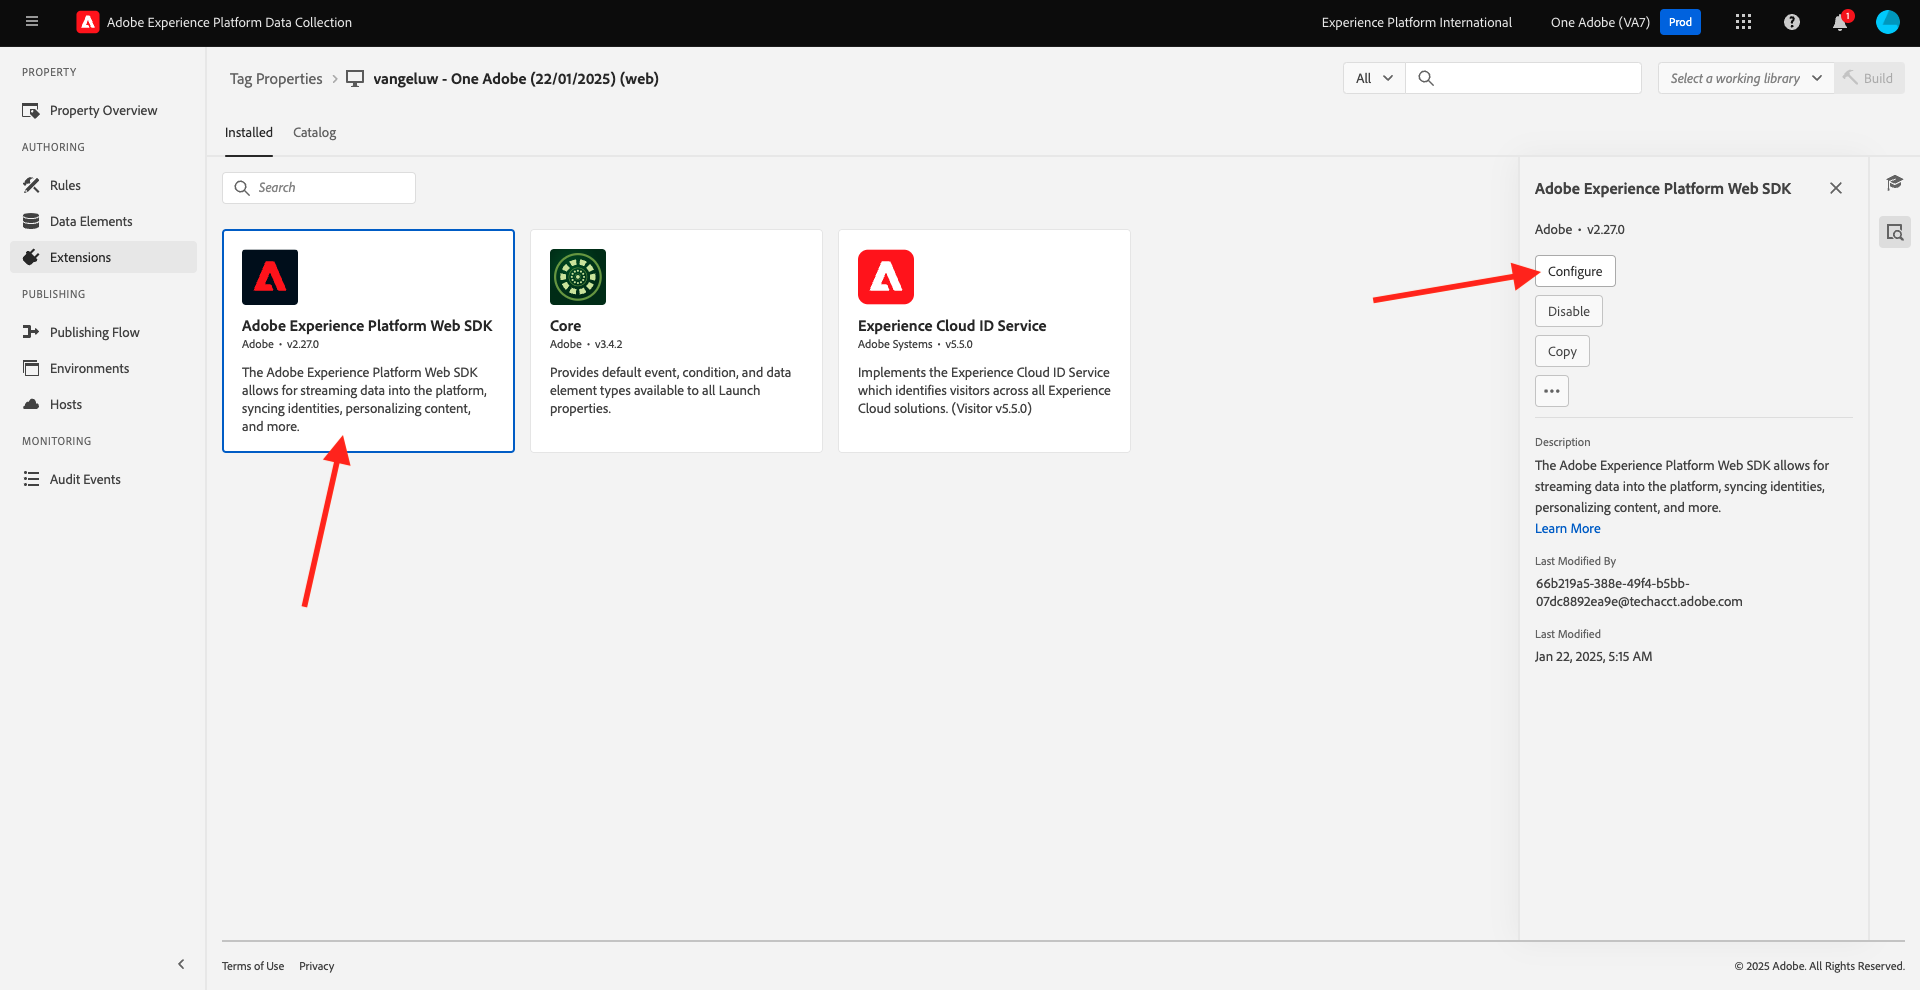 Adobe Experience Platform Data Collection
Experience Platform International
One Adobe (VA7)
Prod
1
PROPERTY
Property Overview
AUTHORING
Rules
Data Elements
Extensions
PUBLISHING
Publishing Flow
Environments
Hosts
MONITORING
Audit Events
Tag Properties
vangeluw - One Adobe (22/01/2025) (web)
All
Select a working library
Build
Installed
Catalog
Search
Adobe Experience Platform Web SDK
Adobe • v2.27.0
The Adobe Experience Platform Web SDK
allows for streaming data into the platform,
syncing identities, personalizing content,
and more.
Core
Adobe • v3.4.2
Provides default event, condition, and data
element types available to all Launch
properties.
Experience Cloud ID Service
Adobe Systems • v5.5.0
Implements the Experience Cloud ID Service
which identifies visitors across all Experience
Cloud solutions. (Visitor v5.5.0)
Adobe Experience Platform Web SDK
Adobe • v2.27.0
Configure
Disable
Copy
Description
The Adobe Experience Platform Web SDK allows for
streaming data into the platform, syncing identities,
personalizing content, and more.
Learn More
Last Modified By
66b219a5-388e-49f4-b5bb-
07dc8892ea9e@techacct.adobe.com
Last Modified
Jan 22, 2025, 5:15 AM
Terms of Use
Privacy
© 2025 Adobe. All Rights Reserved.